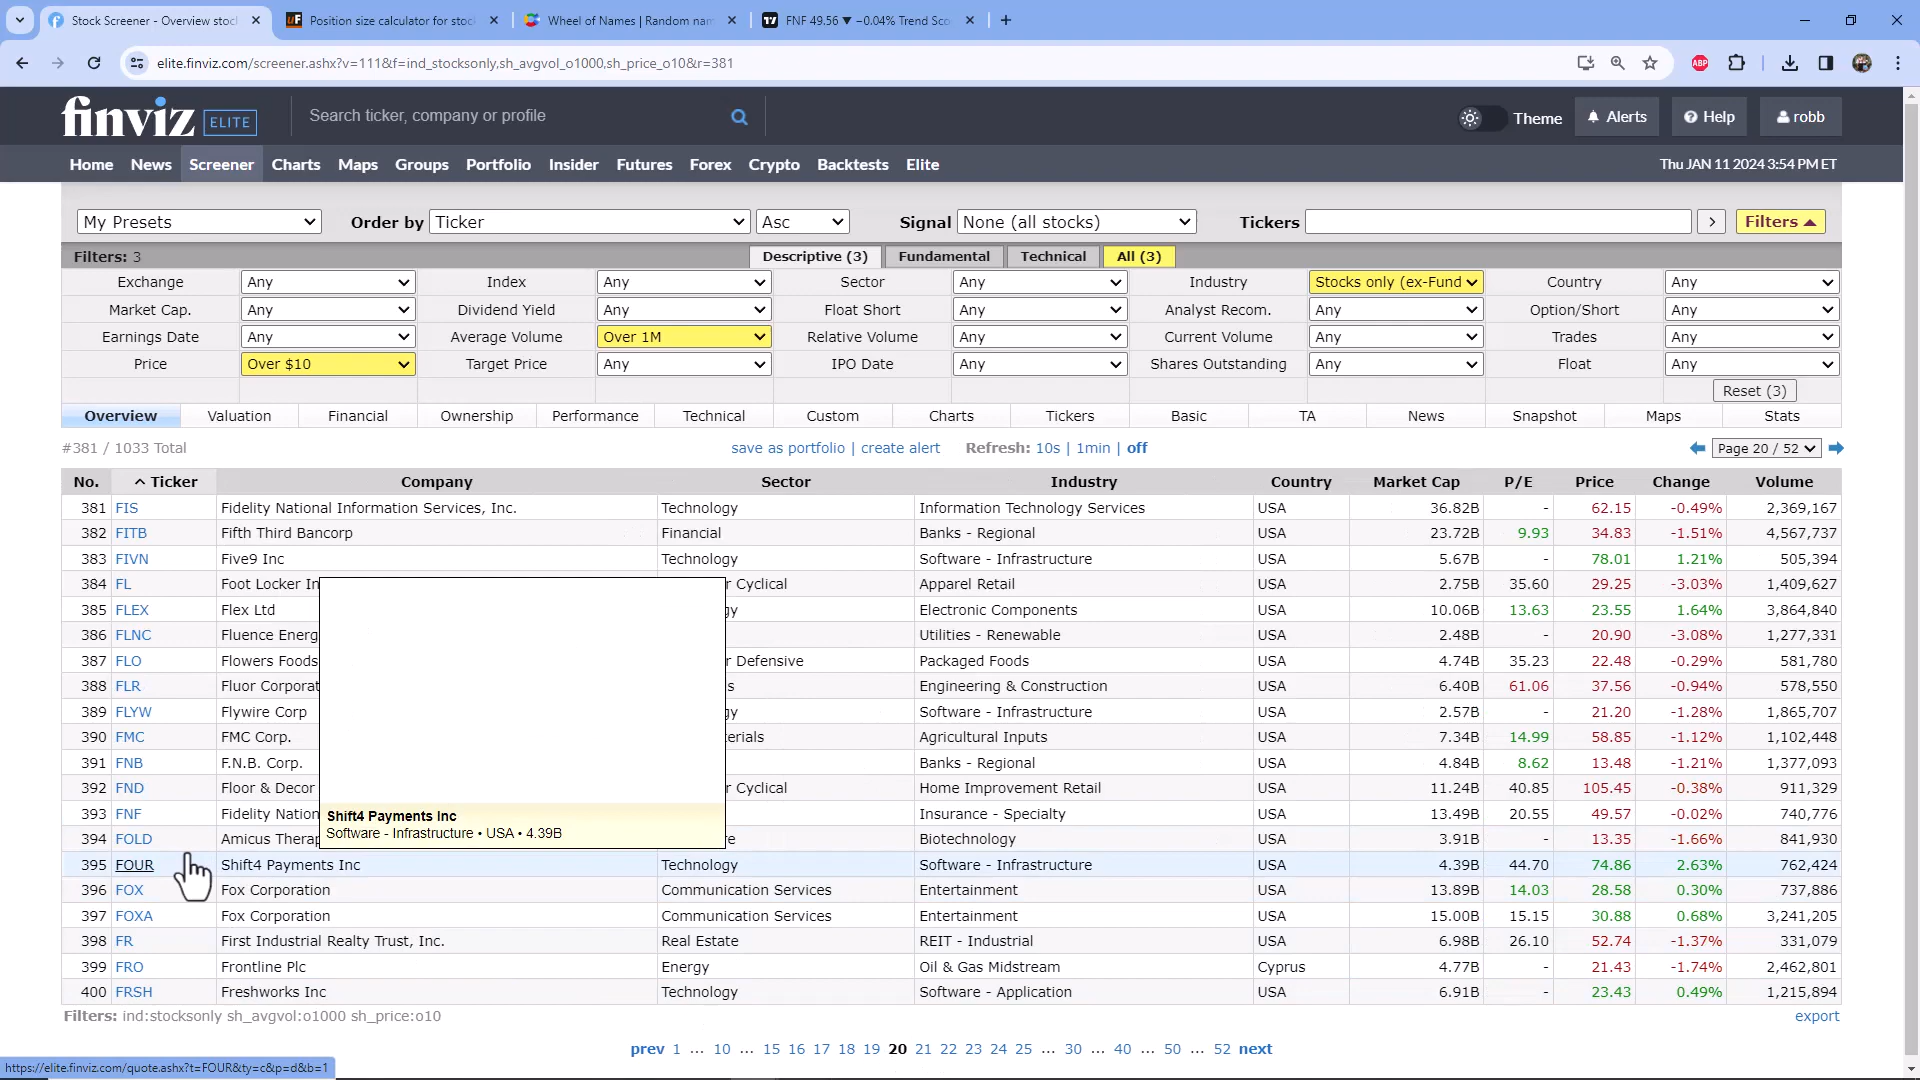 Stock Screener - Overview stoc
Position size calculator for stoc
Wheel of Names | Random nam
FNF 49.56 ▼ −0.04% Trend Sco
elite.finviz.com/screener.ashx?v=111&f=ind_stocksonly,sh_avgvol_o1000,sh_price_o10&r=381
ABP
finviz ELITE
Search ticker, company or profile
Theme
Alerts
Help
robb
Home News Screener Charts Maps Groups Portfolio Insider Futures Forex Crypto Backtests Elite
Thu JAN 11 2024 3:54 PM ET
My Presets Order by Ticker Asc Signal None (all stocks) Tickers > Filters
Filters: 3 Descriptive (3) Fundamental Technical All (3)
Exchange Any Index Any Sector Any Industry Stocks only (ex-Fund Country Any
Market Cap. Any Dividend Yield Any Float Short Any Analyst Recom. Any Option/Short Any
Earnings Date Any Average Volume Over 1M Relative Volume Any Current Volume Any Trades Any
Price Over $10 Target Price Any IPO Date Any Shares Outstanding Any Float Any
Reset (3)
Overview Valuation Financial Ownership Performance Technical Custom Charts Tickers Basic TA News Snapshot Maps Stats
#381 / 1033 Total save as portfolio | create alert Refresh: 10s | 1min | off Page 20 / 52
No. Ticker Company Sector Industry Country Market Cap P/E Price Change Volume
381 FIS Fidelity National Information Services, Inc. Technology Information Technology Services USA 36.82B - 62.15 -0.49% 2,369,167
382 FITB Fifth Third Bancorp Financial Banks - Regional USA 23.72B 9.93 34.83 -1.51% 4,567,737
383 FIVN Five9 Inc Technology Software - Infrastructure USA 5.67B - 78.01 1.21% 505,394
384 FL Foot Locker In r Cyclical Apparel Retail USA 2.75B 35.60 29.25 -3.03% 1,409,627
385 FLEX Flex Ltd gy Electronic Components USA 10.06B 13.63 23.55 1.64% 3,864,840
386 FLNC Fluence Energ Utilities - Renewable USA 2.48B - 20.90 -3.08% 1,277,331
387 FLO Flowers Foods r Defensive Packaged Foods USA 4.74B 35.23 22.48 -0.29% 581,780
388 FLR Fluor Corporat s Engineering & Construction USA 6.40B 61.06 37.56 -0.94% 578,550
389 FLYW Flywire Corp gy Software - Infrastructure USA 2.57B - 21.20 -1.28% 1,865,707
390 FMC FMC Corp. terials Agricultural Inputs USA 7.34B 14.99 58.85 -1.12% 1,102,448
391 FNB F.N.B. Corp. Banks - Regional USA 4.84B 8.62 13.48 -1.21% 1,377,093
392 FND Floor & Decor r Cyclical Home Improvement Retail USA 11.24B 40.85 105.45 -0.38% 911,329
393 FNF Fidelity Nation Insurance - Specialty USA 13.49B 20.55 49.57 -0.02% 740,776
Shift4 Payments Inc
Software - Infrastructure • USA • 4.39B
394 FOLD Amicus Therap re Biotechnology USA 3.91B - 13.35 -1.66% 841,930
395 FOUR Shift4 Payments Inc Technology Software - Infrastructure USA 4.39B 44.70 74.86 2.63% 762,424
396 FOX Fox Corporation Communication Services Entertainment USA 13.89B 14.03 28.58 0.30% 737,886
397 FOXA Fox Corporation Communication Services Entertainment USA 15.00B 15.15 30.88 0.68% 3,241,205
398 FR First Industrial Realty Trust, Inc. Real Estate REIT - Industrial USA 6.98B 26.10 52.74 -1.37% 331,079
399 FRO Frontline Plc Energy Oil & Gas Midstream Cyprus 4.77B - 21.43 -1.74% 2,462,801
400 FRSH Freshworks Inc Technology Software - Application USA 6.91B - 23.43 0.49% 1,215,894
Filters: ind:stocksonly sh_avgvol:o1000 sh_price:o10 export
prev 1 ... 10 ... 15 16 17 18 19 20 21 22 23 24 25 ... 30 ... 40 ... 50 ... 52 next
https://elite.finviz.com/quote.ashx?t=FOUR&ty=c&p=d&b=1